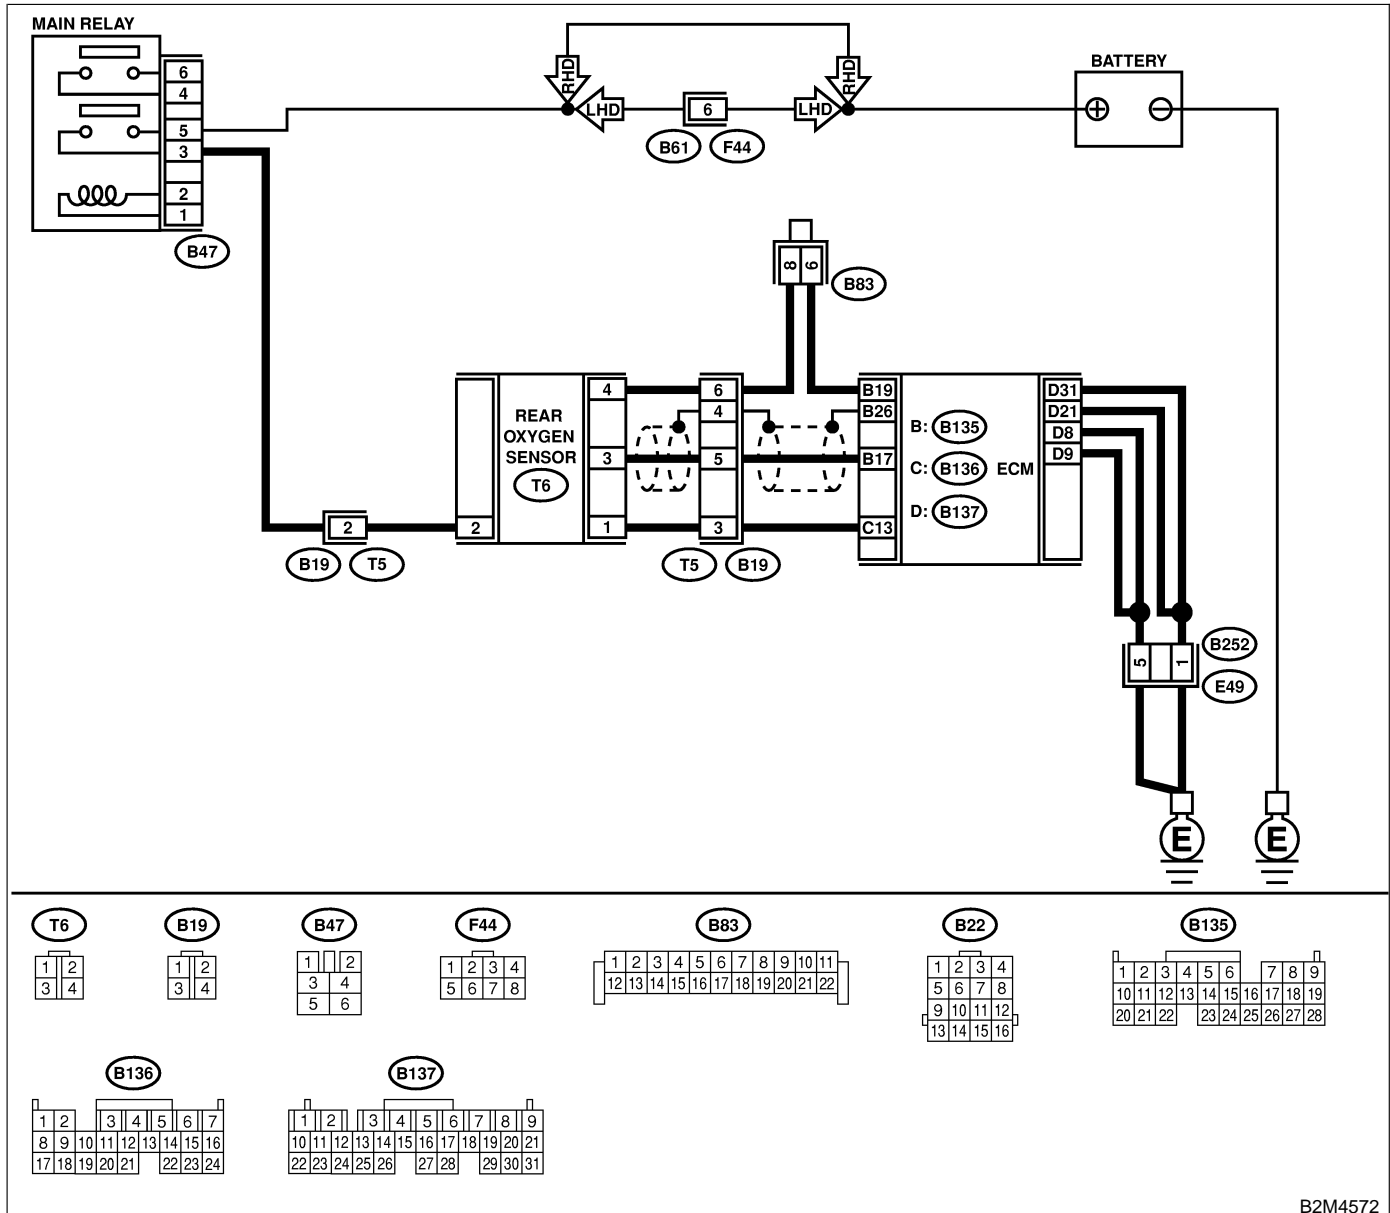 MAIN RELAY
6
4
5
3
2
1
B47
RHD
LHD
6
LHD
RHD
B61
F44
BATTERY
+
−
8
6
B83
2
B19
T5
2
REAR
OXYGEN
SENSOR
T6
4
3
1
6
4
5
3
T5
B19
B19
B26
B17
C13
B: B135
C: B136
D: B137
ECM
D31
D21
D8
D9
5
1
B252
E49
E
E
T6
1 2
3 4
B19
1 2
3 4
B47
1 2
3 4
5 6
F44
1 2 3 4
5 6 7 8
B83
1 2 3 4 5 6 7 8 9 10 11
12 13 14 15 16 17 18 19 20 21 22
B22
1 2 3 4
5 6 7 8
9 10 11 12
13 14 15 16
B135
1 2 3 4 5 6 7 8 9
10 11 12 13 14 15 16 17 18 19
20 21 22 23 24 25 26 27 28
B136
1 2 3 4 5 6 7
8 9 10 11 12 13 14 15 16
17 18 19 20 21 22 23 24
B137
1 2 3 4 5 6 7 8 9
10 11 12 13 14 15 16 17 18 19 20 21
22 23 24 25 26 27 28 29 30 31
B2M4572